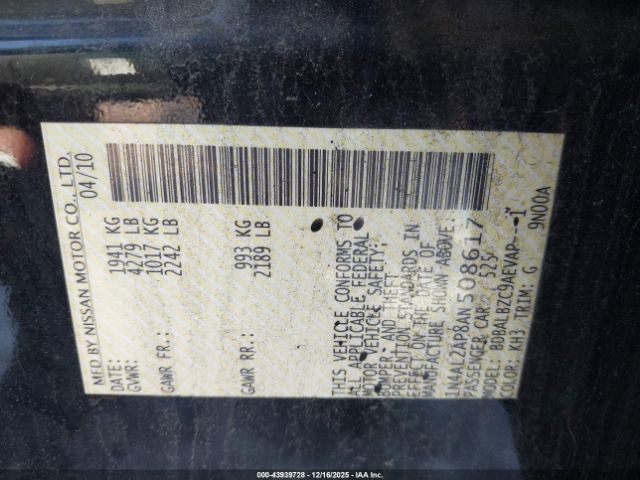 MFD BY NISSAN MOTOR CO., LTD.
DATE: 04/10
GVWR: 1941 KG
4279 LB
GAWR FR.: 1017 KG
2242 LB
GAWR RR.: 993 KG
2189 LB
THIS VEHICLE CONFORMS TO
ALL APPLICABLE FEDERAL
MOTOR VEHICLE SAFETY,
BUMPER, AND THEFT
PREVENTION STANDARDS IN
EFFECT ON THE DATE OF
MANUFACTURE SHOWN ABOVE.
1N4AL2AP8AN508617
PASSENGER CAR 525
MODEL: BDBALBZC9AEVAP---1
COLOR: KH3 TRIM: G 9N00A
000-43939728 | 12/16/2025 | IAA Inc.